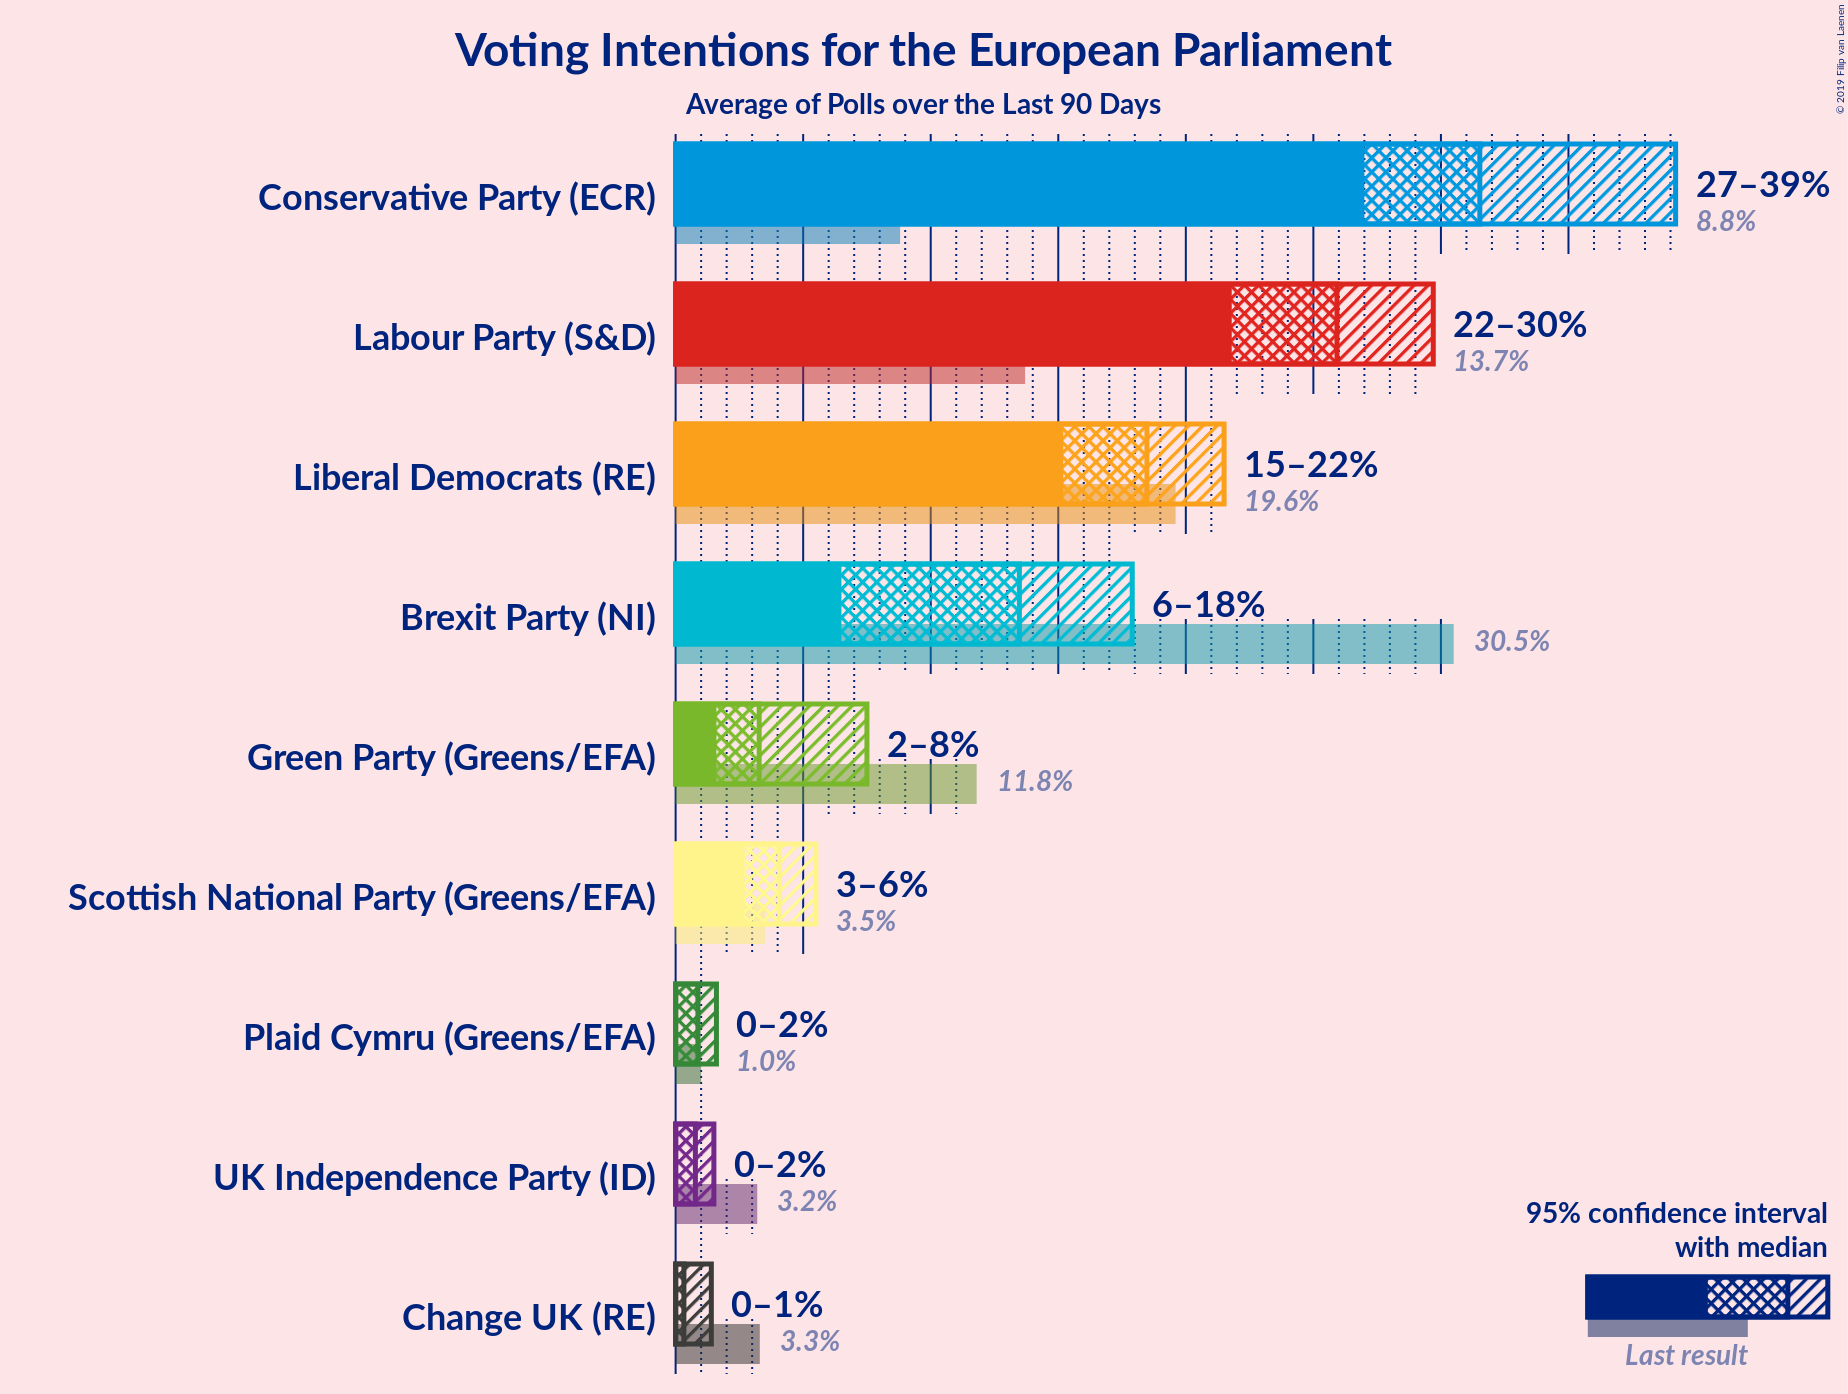 Voting Intentions for the European Parliament
Average of Polls over the Last 90 Days
© 2019 Filip van Laenen
Conservative Party (ECR)
27–39%
8.8%
Labour Party (S&D)
22–30%
13.7%
Liberal Democrats (RE)
15–22%
19.6%
Brexit Party (NI)
6–18%
30.5%
Green Party (Greens/EFA)
2–8%
11.8%
Scottish National Party (Greens/EFA)
3–6%
3.5%
Plaid Cymru (Greens/EFA)
0–2%
1.0%
UK Independence Party (ID)
0–2%
3.2%
Change UK (RE)
0–1%
3.3%
95% confidence interval
with median
Last result